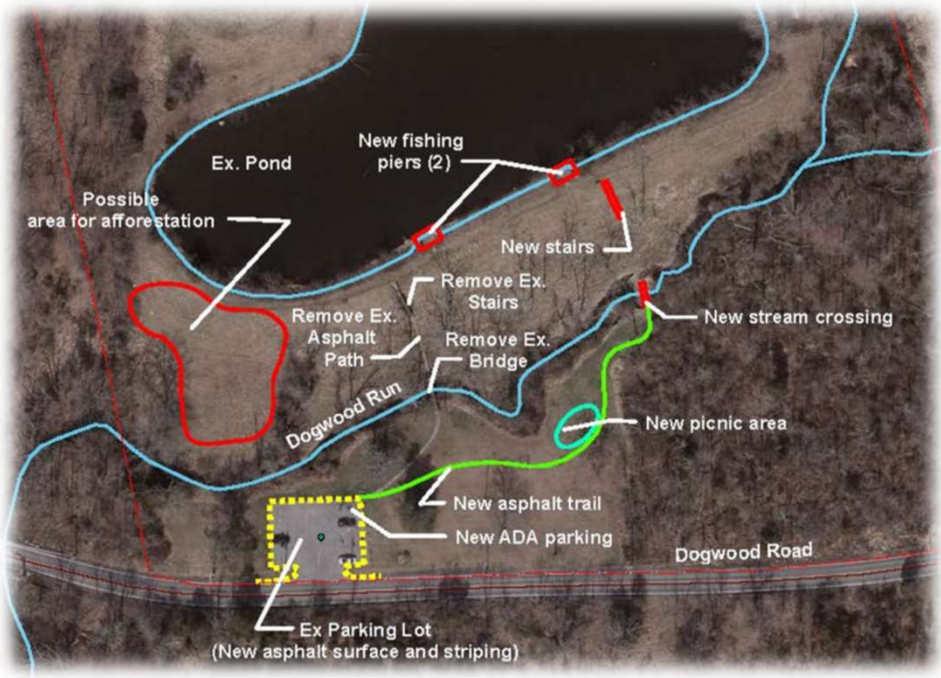 New fishing
piers (2)
Ex. Pond
Possible
area for afforestation
New stairs
Remove Ex.
Stairs
Remove Ex.
Asphalt
Path
New stream crossing
Remove Ex.
Bridge
Dogwood Run
New picnic area
New asphalt trail
New ADA parking
Dogwood Road
Ex Parking Lot
(New asphalt surface and striping)